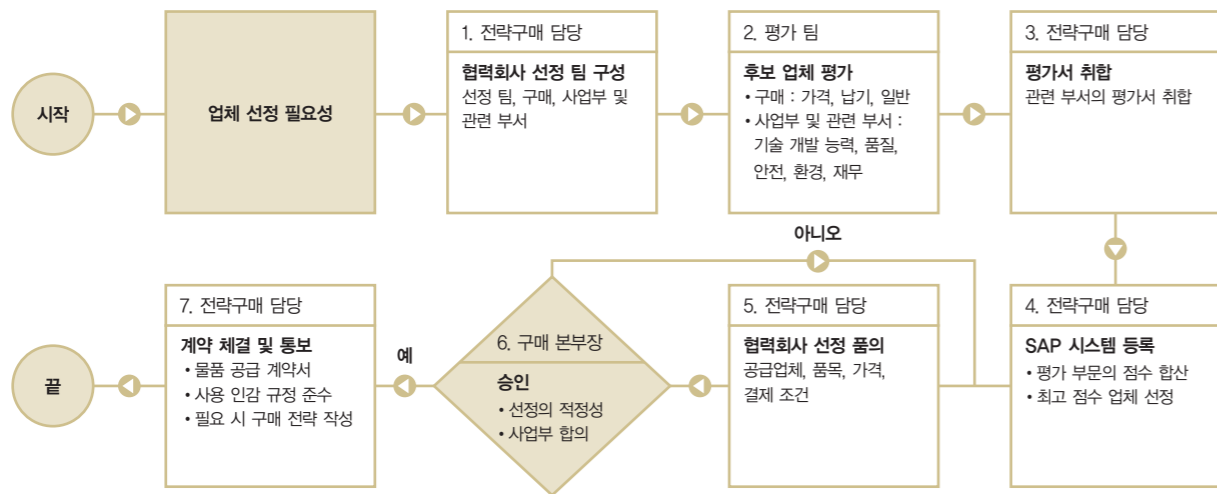 시작
업체 선정 필요성
1. 전략구매 담당
협력회사 선정 팀 구성
선정 팀, 구매, 사업부 및
관련 부서
2. 평가 팀
후보 업체 평가
• 구매 : 가격, 납기, 일반
• 사업부 및 관련 부서 :
기술 개발 능력, 품질,
안전, 환경, 재무
3. 전략구매 담당
평가서 취합
관련 부서의 평가서 취합
4. 전략구매 담당
SAP 시스템 등록
• 평가 부문의 점수 합산
• 최고 점수 업체 선정
5. 전략구매 담당
협력회사 선정 품의
공급업체, 품목, 가격,
결제 조건
아니오
6. 구매 본부장
승인
• 선정의 적정성
• 사업부 합의
예
7. 전략구매 담당
계약 체결 및 통보
• 물품 공급 계약서
• 사용 인감 규정 준수
• 필요 시 구매 전략 작성
끝